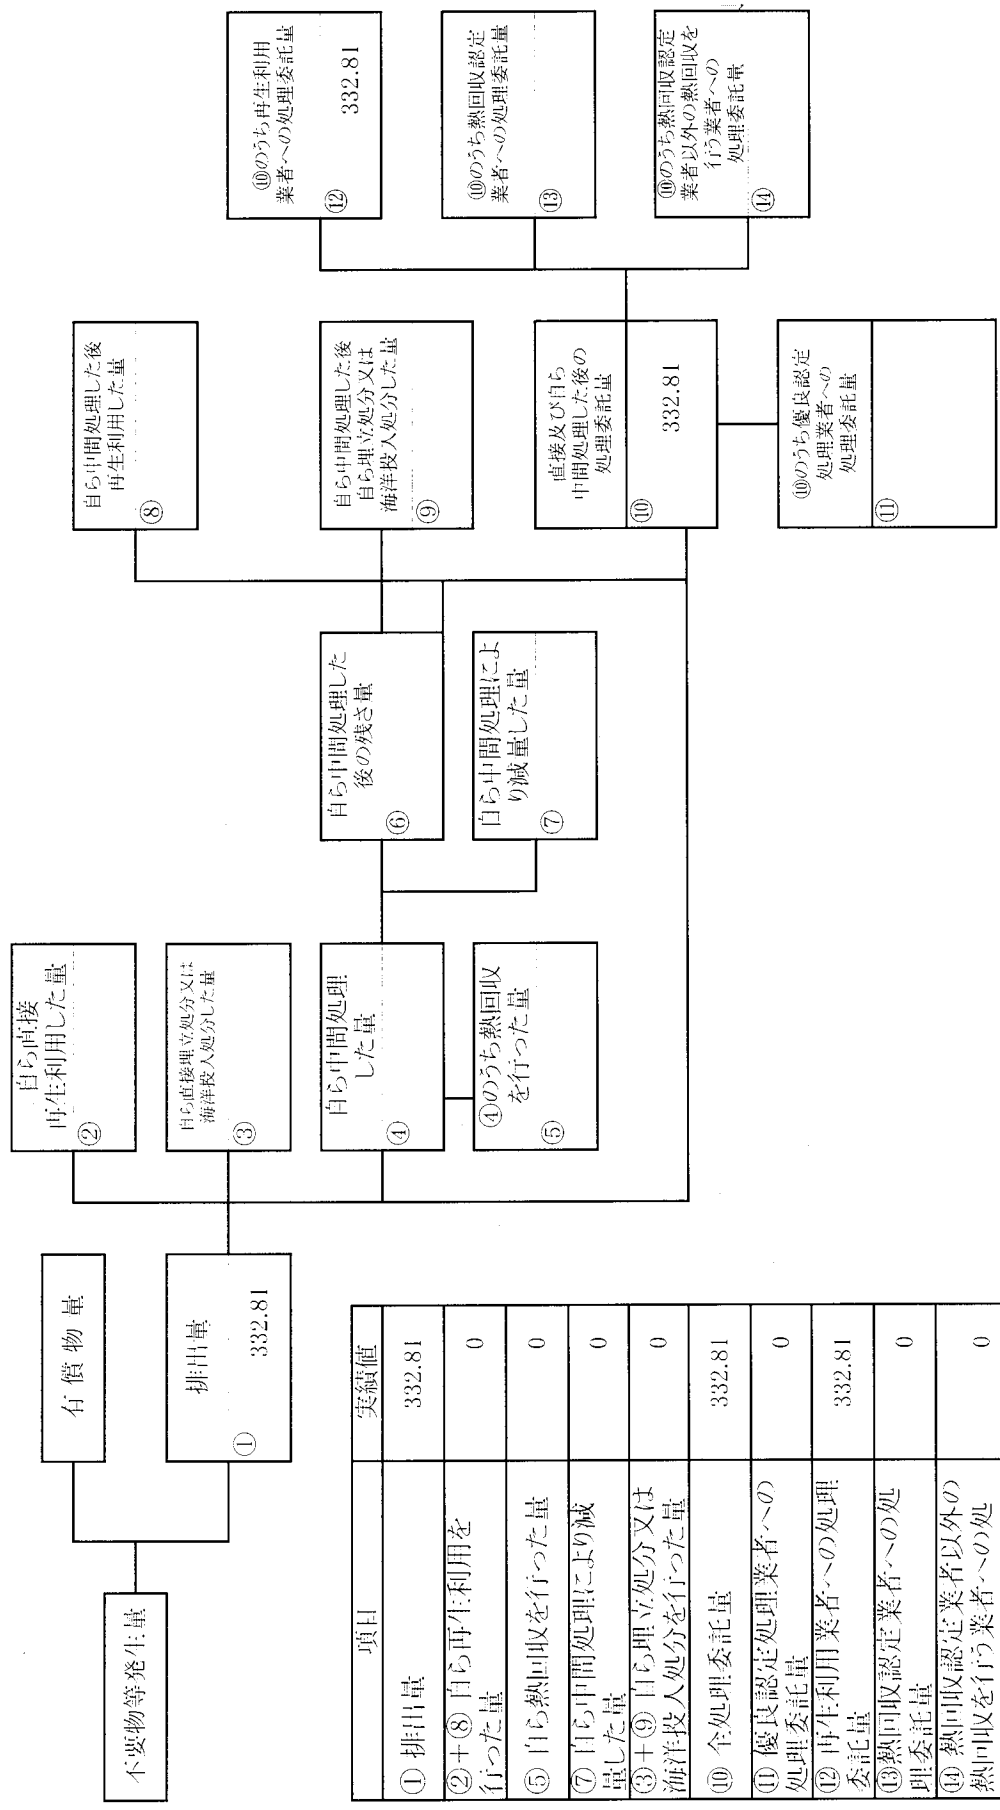 不要物等発生量
有償物量
排出量
①
332.81
自ら直接
再生利用した量
②
自ら直接埋立処分又は
海洋投入処分した量
③
自ら中間処理
した量
④
④のうち熱回収
を行った量
⑤
自ら中間処理した
後の残さ量
⑥
自ら中間処理によ
り減量した量
⑦
自ら中間処理した後
再生利用した量
⑧
自ら中間処理した後
自ら埋立処分又は
海洋投入処分した量
⑨
直接及び自ら
中間処理した後の
処理委託量
⑩
332.81
⑩のうち優良認定
処理業者への
処理委託量
⑪
⑩のうち再生利用
業者への処理委託量
⑫
332.81
⑩のうち熱回収認定
業者への処理委託量
⑬
⑩のうち熱回収認定
業者以外の熱回収を
行う業者への
処理委託量
⑭
項目 実績値
①排出量 332.81
②+⑧自ら再生利用を
行った量 0
⑤自ら熱回収を行った量 0
⑦自ら中間処理により減
量した量 0
③+⑨自ら埋立処分又は
海洋投入処分を行った量 0
⑩全処理委託量 332.81
⑪優良認定処理業者への
処理委託量 0
⑫再生利用業者への処理
委託量 332.81
⑬熱回収認定業者への処
理委託量 0
⑭熱回収認定業者以外の
熱回収を行う業者への処 0